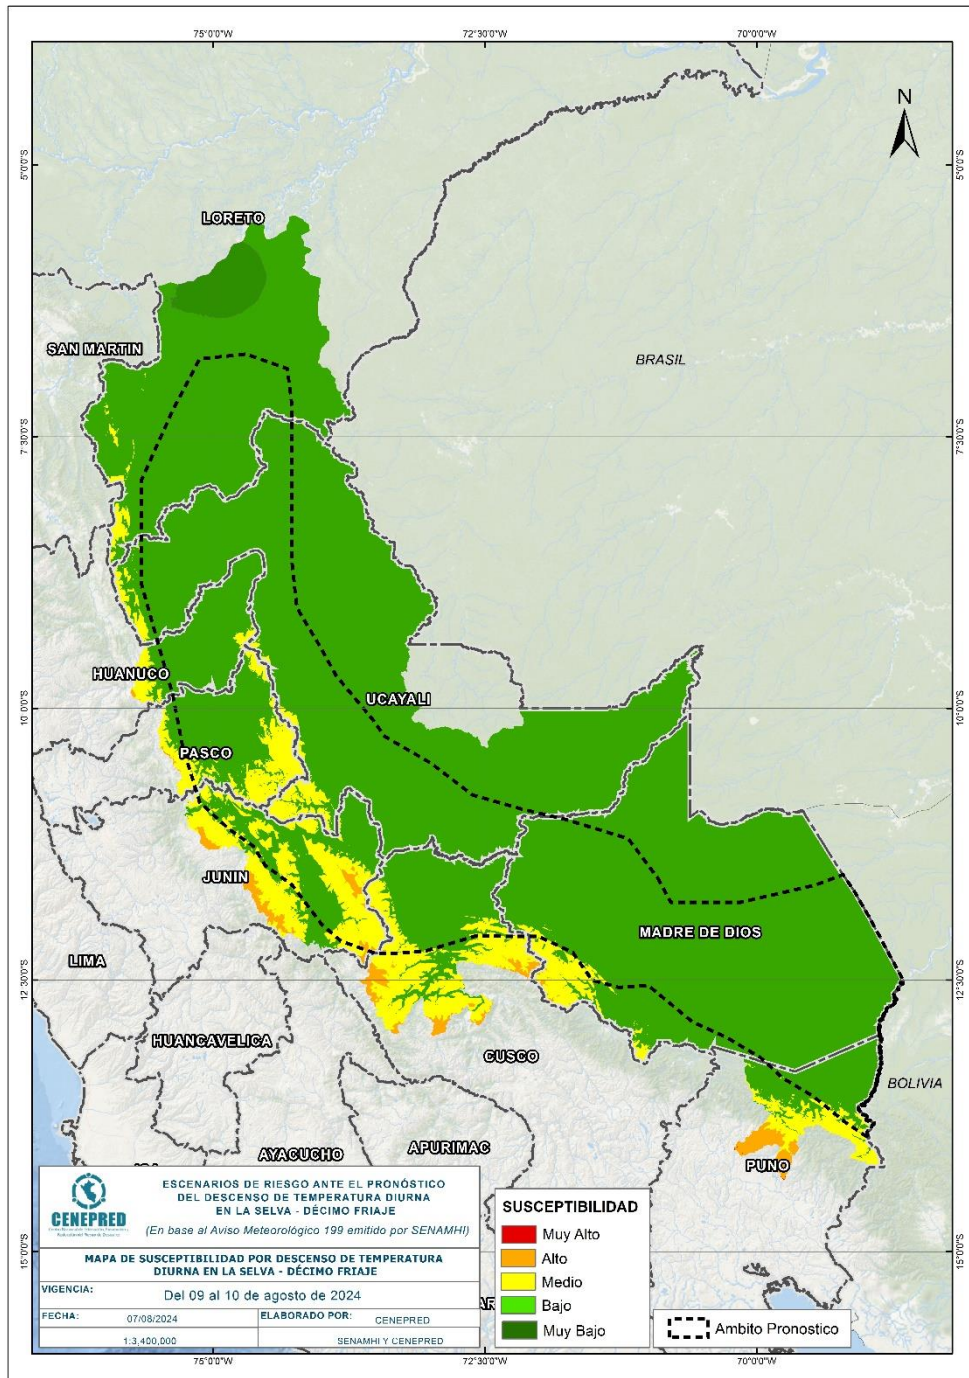 75°0'0"W
72°30'0"W
70°0'0"W
N
5°0'0"S
5°0'0"S
LORETO
SAN MARTIN
BRASIL
7°30'0"S
7°30'0"S
HUANUCO
UCAYALI
10°0'0"S
10°0'0"S
PASCO
JUNIN
MADRE DE DIOS
LIMA
12°30'0"S
12°30'0"S
HUANCAVELICA
CUSCO
BOLIVIA
AYACUCHO
APURIMAC
PUNO
CENEPRED
ESCENARIOS DE RIESGO ANTE EL PRONÓSTICO
DEL DESCENSO DE TEMPERATURA DIURNA
EN LA SELVA - DÉCIMO FRIAJE
(En base al Aviso Meteorológico 199 emitido por SENAMHI)
MAPA DE SUSCEPTIBILIDAD POR DESCENSO DE TEMPERATURA
DIURNA EN LA SELVA - DÉCIMO FRIAJE
VIGENCIA:
Del 09 al 10 de agosto de 2024
FECHA:
07/08/2024
ELABORADO POR:
CENEPRED
1:3,400,000
SENAMHI Y CENEPRED
SUSCEPTIBILIDAD
Muy Alto
Alto
Medio
Bajo
Muy Bajo
Ambito Pronostico
15°0'0"S
15°0'0"S
75°0'0"W
72°30'0"W
70°0'0"W